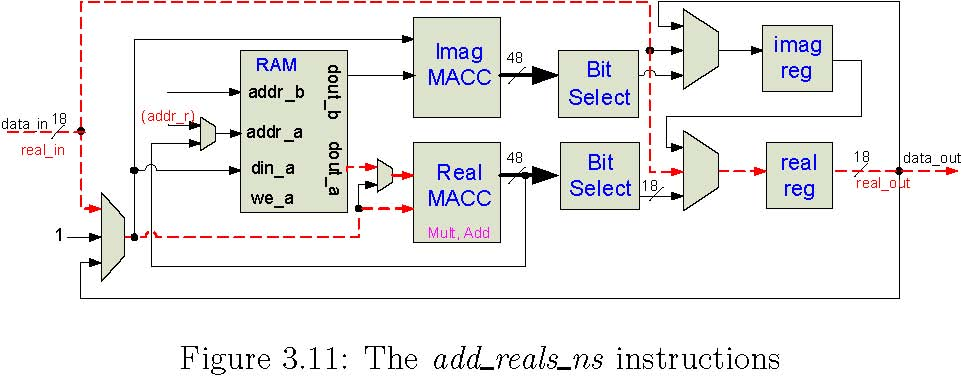 RAM
addr_b
addr_a
din_a
we_a
dout_b
dout_a
(addr_r)
data_in
18
real_in
1
Imag
MACC
48
Bit
Select
imag
reg
Real
MACC
Mult, Add
48
Bit
Select
18
real
reg
18
real_out
data_out
Figure 3.11: The add_reals_ns instructions